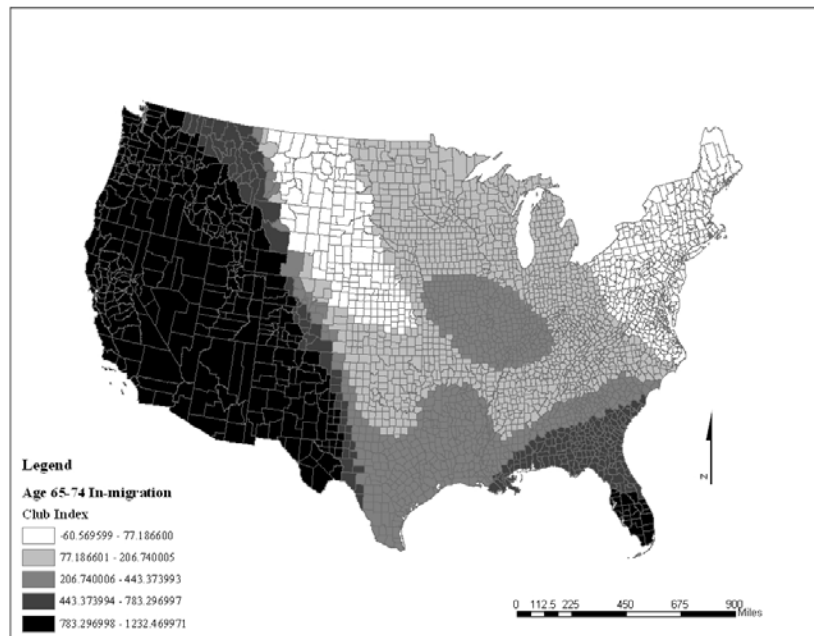 Legend
Age 65-74 In-migration
Club Index
-60.569599 - 77.186600
77.186601 - 206.740005
206.740006 - 443.373993
443.373994 - 783.296997
783.296998 - 1232.469971
N
0 112.5 225 450 675 900
Miles